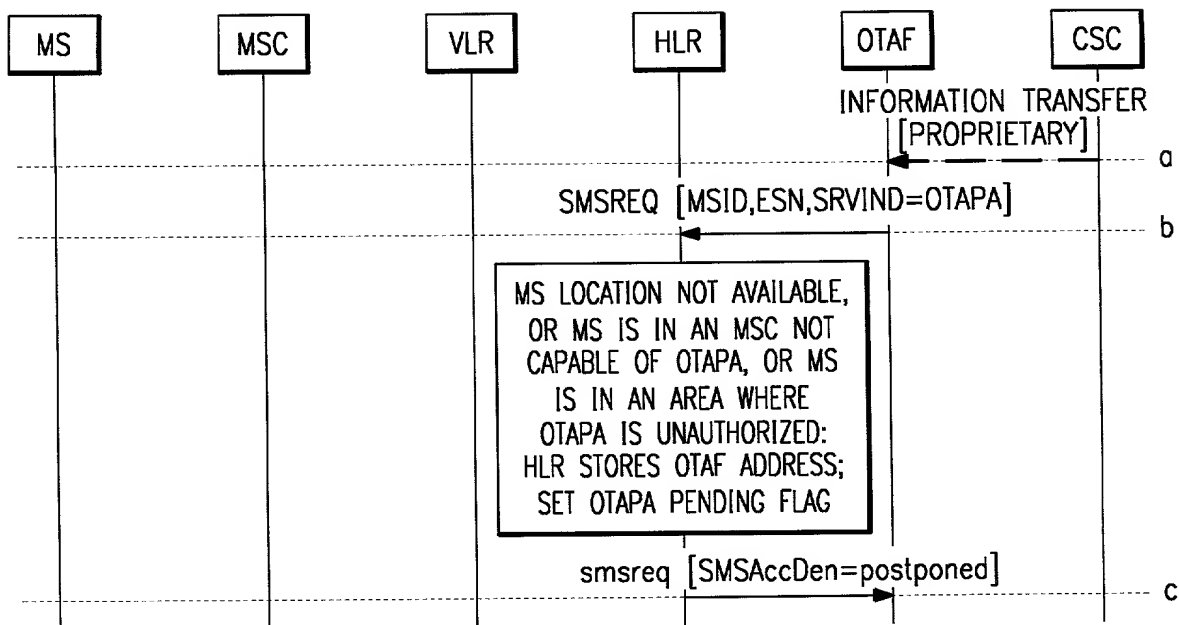 MS MSC VLR HLR OTAF CSC
INFORMATION TRANSFER
[PROPRIETARY]
a
SMSREQ [MSID,ESN,SRVIND=OTAPA]
b
MS LOCATION NOT AVAILABLE,
OR MS IS IN AN MSC NOT
CAPABLE OF OTAPA, OR MS
IS IN AN AREA WHERE
OTAPA IS UNAUTHORIZED:
HLR STORES OTAF ADDRESS;
SET OTAPA PENDING FLAG
smsreq [SMSAccDen=postponed]
c